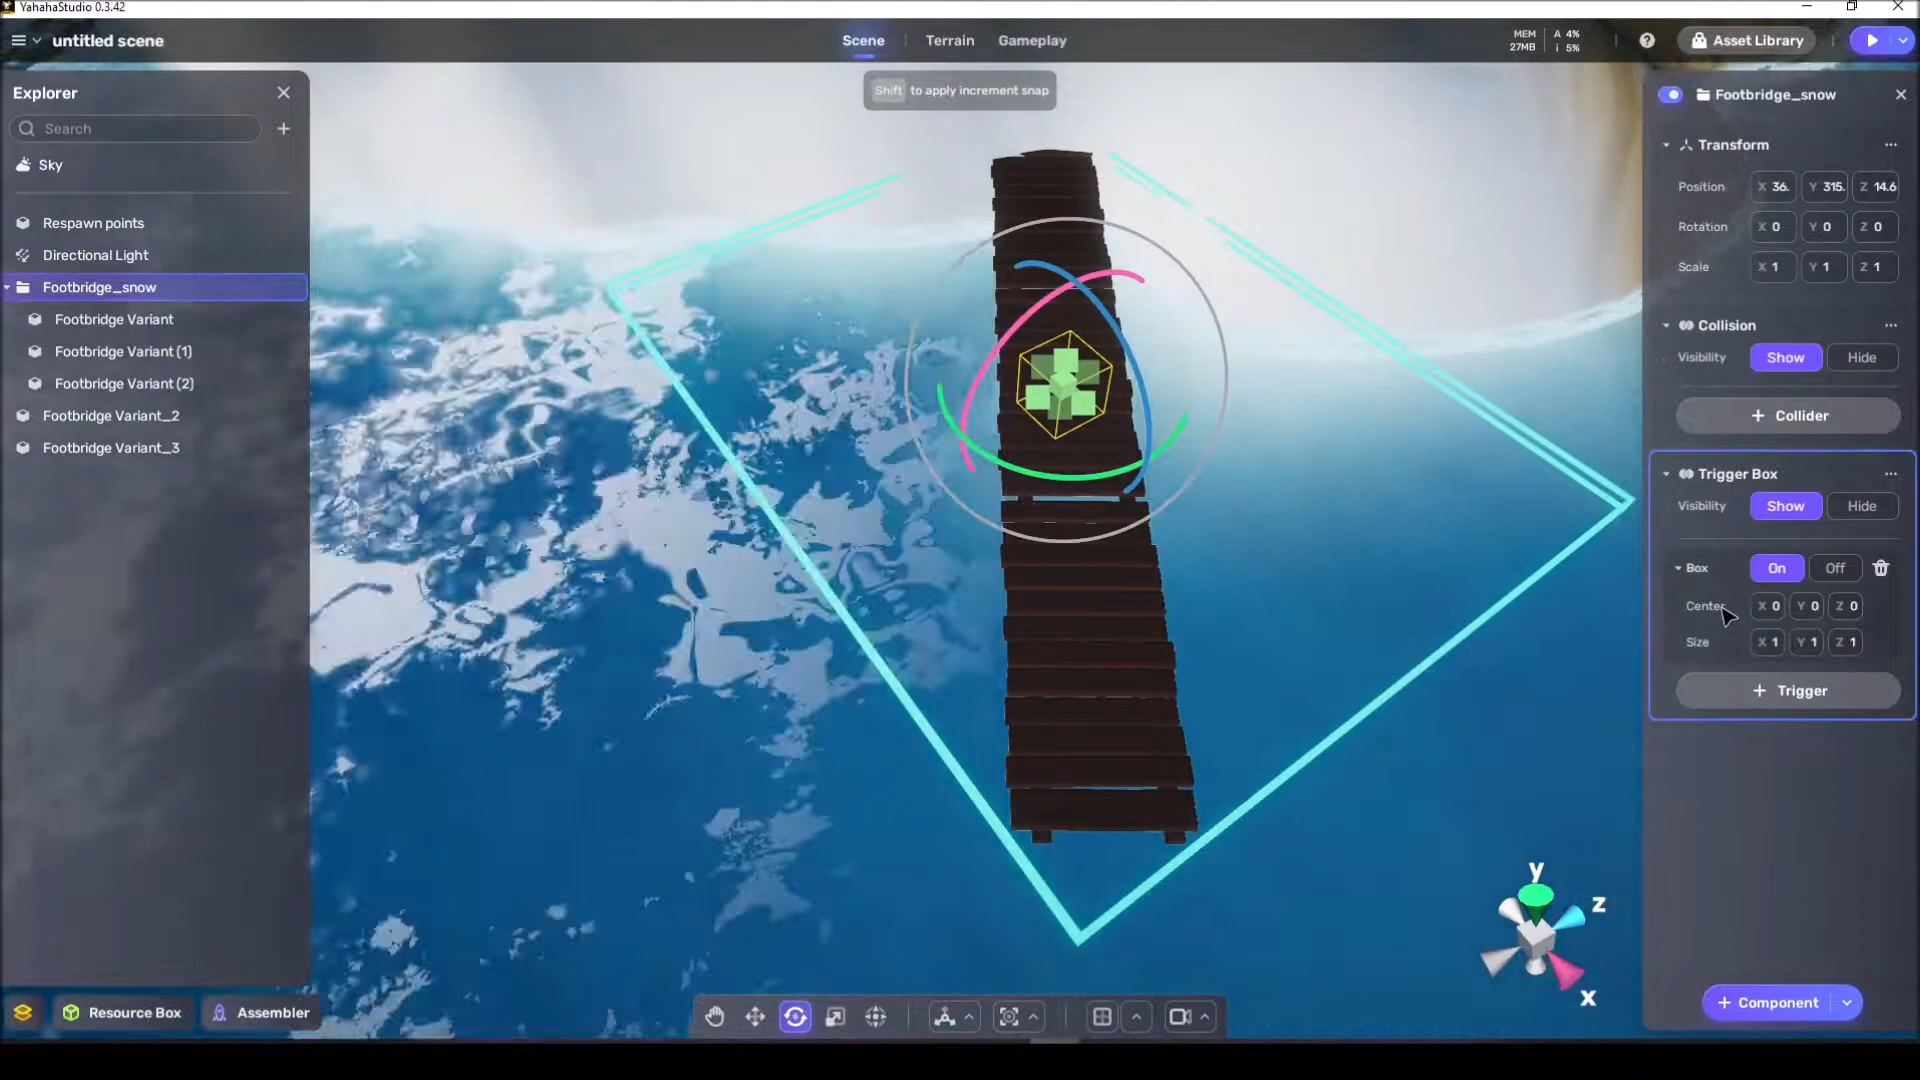 YahahaStudio 0.3.42
untitled scene
Scene
Terrain
Gameplay
MEM
27MB
A 4%
i 5%
Asset Library
Shift to apply increment snap
Explorer
Search
Sky
Respawn points
Directional Light
Footbridge_snow
Footbridge Variant
Footbridge Variant (1)
Footbridge Variant (2)
Footbridge Variant_2
Footbridge Variant_3
Resource Box
Assembler
Footbridge_snow
Transform
Position X 36. Y 315. Z 14.6
Rotation X 0 Y 0 Z 0
Scale X 1 Y 1 Z 1
Collision
Visibility Show Hide
+ Collider
Trigger Box
Visibility Show Hide
Box On Off
Center X 0 Y 0 Z 0
Size X 1 Y 1 Z 1
+ Trigger
y
z
x
+ Component